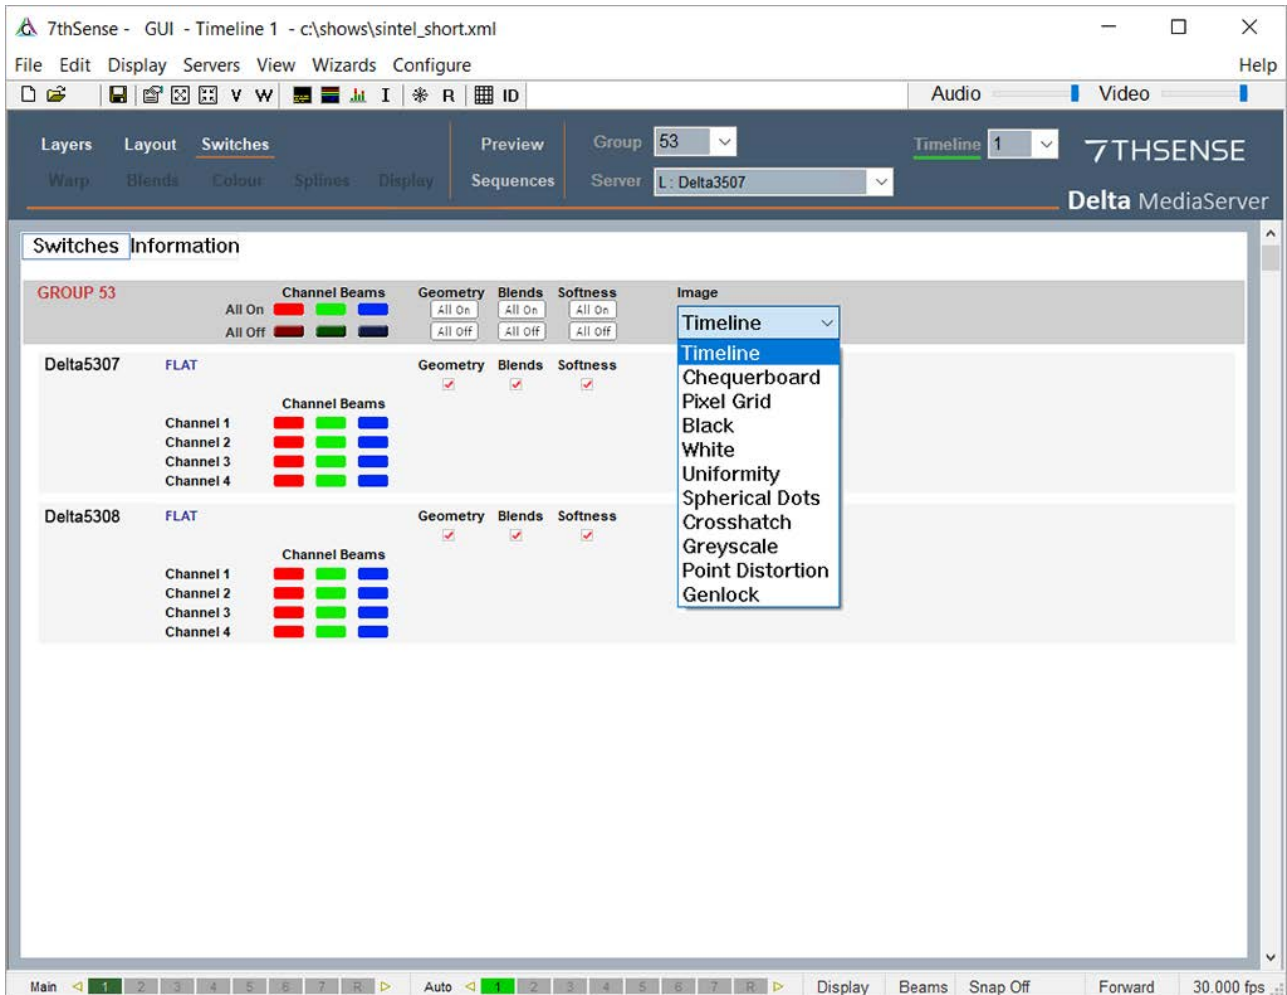 7thSense - GUI - Timeline 1 - c:\shows\sintel_short.xml
File Edit Display Servers View Wizards Configure Help
V W I R ID Audio Video
Layers Layout Switches Preview Group 53 Timeline 1 7THSENSE
Warp Blends Colour Splines Display Sequences Server L : Delta3507
Delta MediaServer
Switches Information
GROUP 53 Channel Beams Geometry Blends Softness Image
All On All On All On All On
All Off All Off All Off All Off
Timeline
Timeline
Delta5307 FLAT Geometry Blends Softness
Chequerboard
Pixel Grid
Channel Beams
Channel 1
Black
Channel 2
White
Channel 3
Uniformity
Channel 4
Spherical Dots
Delta5308 FLAT Geometry Blends Softness
Crosshatch
Greyscale
Channel Beams
Point Distortion
Channel 1
Genlock
Channel 2
Channel 3
Channel 4
Main 1 2 3 4 5 6 7 R Auto 1 2 3 4 5 6 7 R Display Beams Snap Off Forward 30.000 fps